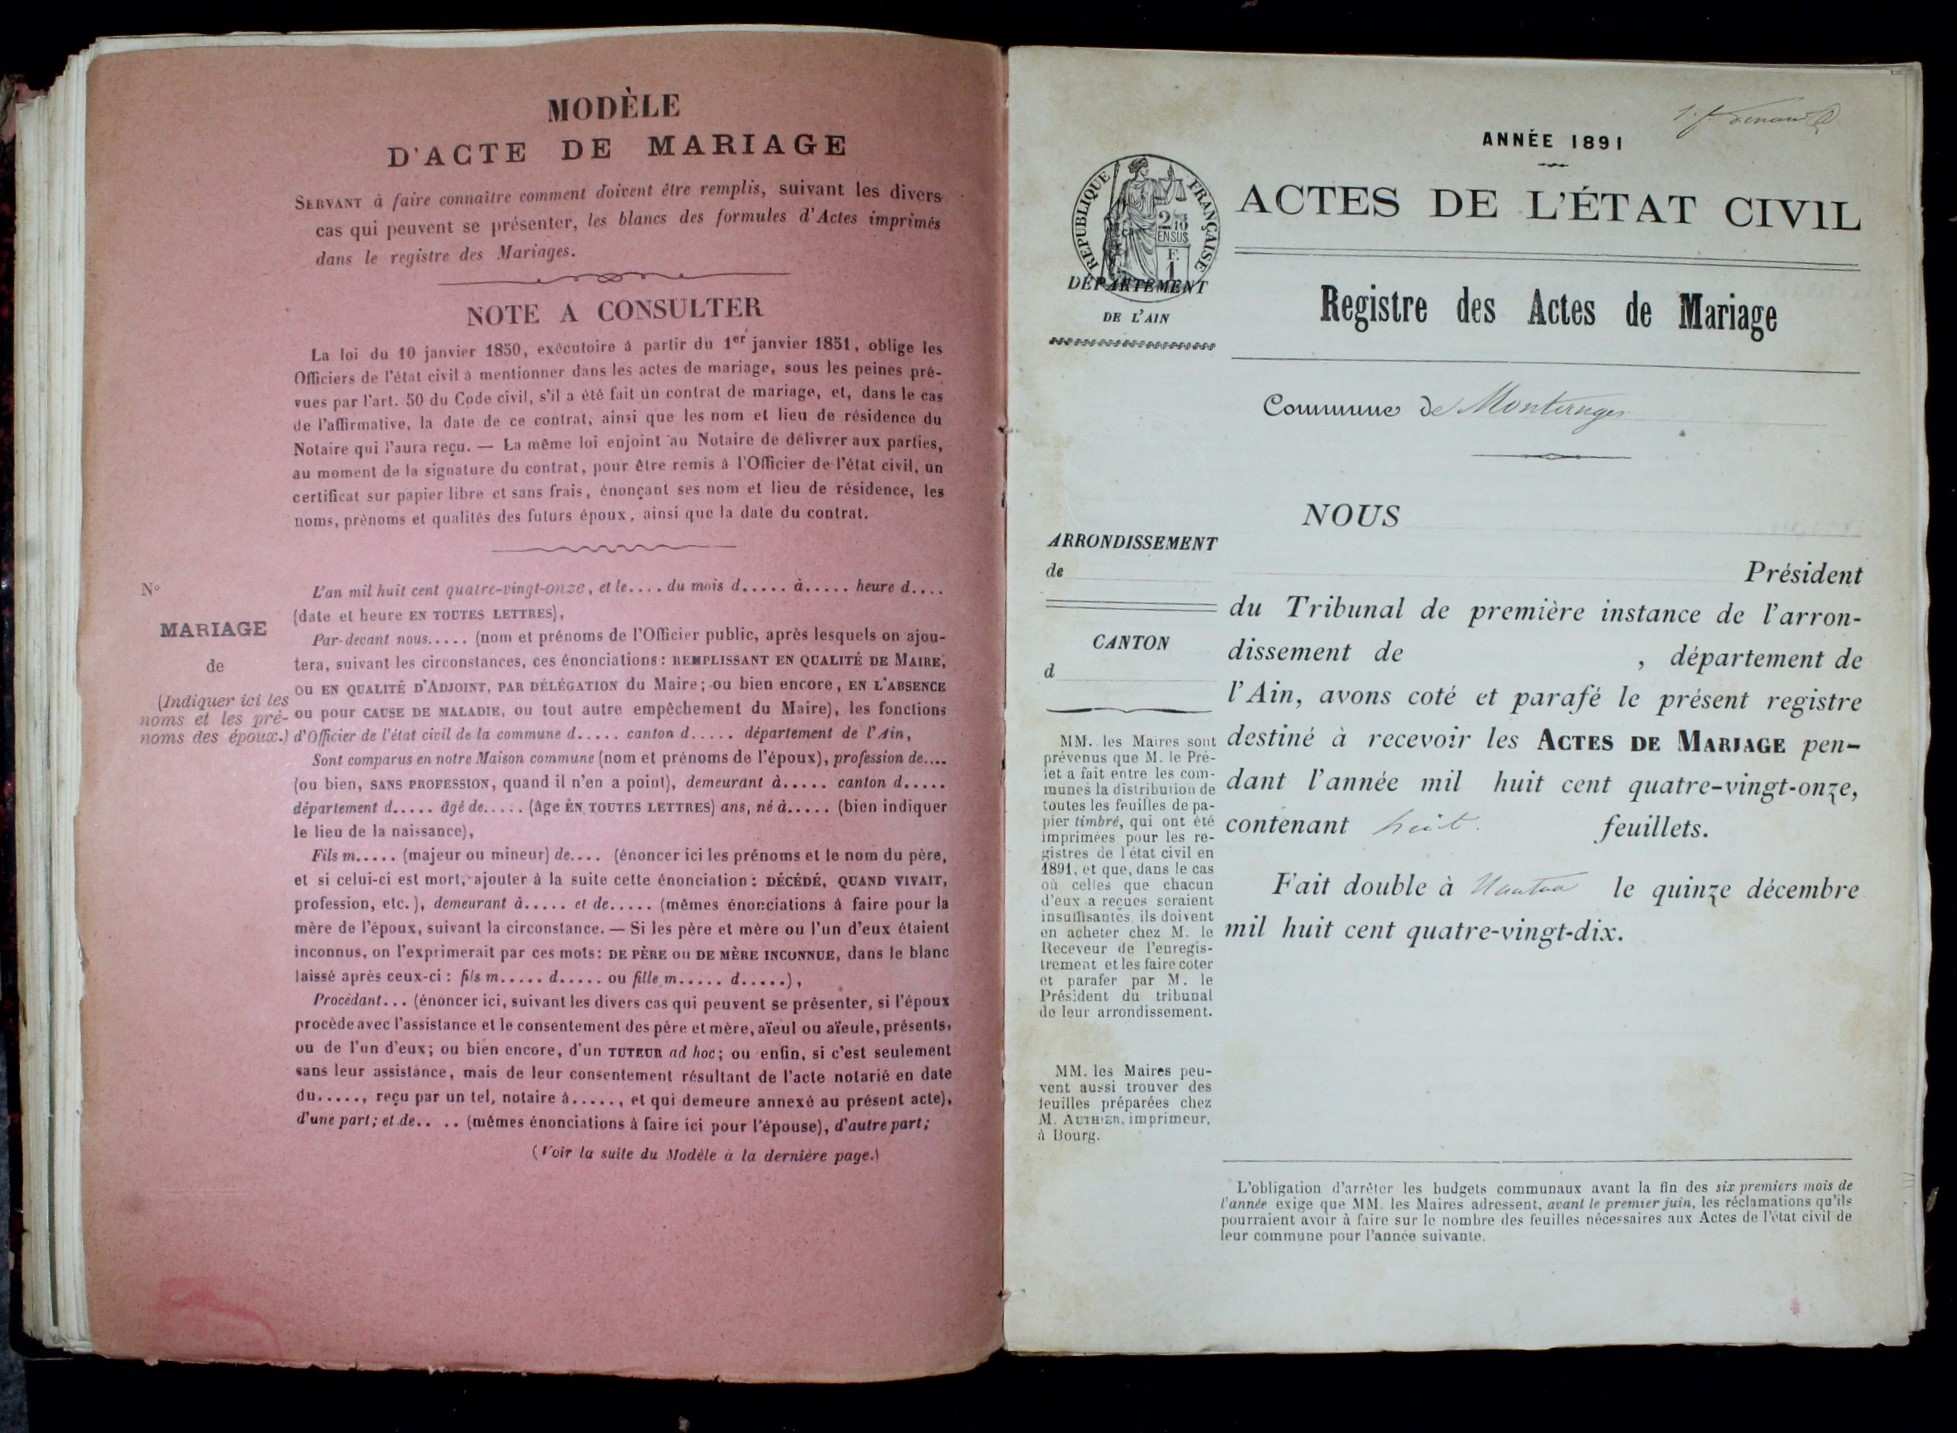 MODÈLE
D'ACTE DE MARIAGE
SERVANT à faire connaître comment doivent être remplis, suivant les divers
cas qui peuvent se présenter, les blancs des formules d'Actes imprimés
dans le registre des Mariages.
NOTE A CONSULTER
La loi du 10 janvier 1850, exécutoire à partir du 1er janvier 1851, oblige les
Officiers de l'état civil à mentionner dans les actes de mariage, sous les peines pré-
vues par l'art. 50 du Code civil, s'il a été fait un contrat de mariage, et, dans le cas
de l'affirmative, la date de ce contrat, ainsi que les nom et lieu de résidence du
Notaire qui l'aura reçu. — La même loi enjoint au Notaire de délivrer aux parties,
au moment de la signature du contrat, pour être remis à l'Officier de l'état civil, un
certificat sur papier libre et sans frais, énonçant ses nom et lieu de résidence, les
noms, prénoms et qualités des futurs époux, ainsi que la date du contrat.
N°
MARIAGE
de
(Indiquer ici les
noms et les pré-
noms des époux.)
L'an mil huit cent quatre-vingt-onze, et le.... du mois d..... à..... heure d....
(date et heure EN TOUTES LETTRES),
Par-devant nous..... (nom et prénoms de l'Officier public, après lesquels on ajou-
tera, suivant les circonstances, ces énonciations: REMPLISSANT EN QUALITÉ DE MAIRE,
OU EN QUALITÉ D'ADJOINT, PAR DÉLÉGATION du Maire; ou bien encore, EN L'ABSENCE
ou pour CAUSE DE MALADIE, ou tout autre empêchement du Maire), les fonctions
d'Officier de l'état civil de la commune d..... canton d..... département de l'Ain,
Sont comparus en notre Maison commune (nom et prénoms de l'époux), profession de....
(ou bien, SANS PROFESSION, quand il n'en a point), demeurant à..... canton d.....
département d..... âgé de..... (âge EN TOUTES LETTRES) ans, né à..... (bien indiquer
le lieu de la naissance),
Fils m..... (majeur ou mineur) de.... (énoncer ici les prénoms et le nom du père,
et si celui-ci est mort, ajouter à la suite cette énonciation: DÉCÉDÉ, QUAND VIVAIT,
profession, etc.), demeurant à..... et de..... (mêmes énonciations à faire pour la
mère de l'époux, suivant la circonstance. — Si les père et mère ou l'un d'eux étaient
inconnus, on l'exprimerait par ces mots: DE PÈRE ou DE MÈRE INCONNUE, dans le blanc
laissé après ceux-ci: fils m..... d..... ou fille m..... d.....),
Procédant... (énoncer ici, suivant les divers cas qui peuvent se présenter, si l'époux
procède avec l'assistance et le consentement des père et mère, aïeul ou aïeule, présents,
ou de l'un d'eux; ou bien encore, d'un TUTEUR ad hoc; ou enfin, si c'est seulement
sans leur assistance, mais de leur consentement résultant de l'acte notarié en date
du....., reçu par un tel, notaire à....., et qui demeure annexé au présent acte),
d'une part; et de.. .. (mêmes énonciations à faire ici pour l'épouse), d'autre part;
(Voir la suite du Modèle à la dernière page.)
ANNÉE 1891
RÉPUBLIQUE FRANÇAISE
2/10 EN SUS
F. 1
ACTES DE L'ÉTAT CIVIL
DÉPARTEMENT
DE L'AIN
Registre des Actes de Mariage
Commune de Montanges
NOUS
ARRONDISSEMENT
de
Président
du Tribunal de première instance de l'arron-
CANTON
d
dissement de , département de
l'Ain, avons coté et parafé le présent registre
destiné à recevoir les ACTES DE MARIAGE pen-
dant l'année mil huit cent quatre-vingt-onze,
contenant huit feuillets.
Fait double à Nantua le quinze décembre
mil huit cent quatre-vingt-dix.
MM. les Maires sont
prévenus que M. le Pré-
fet a fait entre les com-
munes la distribution de
toutes les feuilles de pa-
pier timbré, qui ont été
imprimées pour les re-
gistres de l'état civil en
1891, et que, dans le cas
où celles que chacun
d'eux a reçues seraient
insuffisantes, ils doivent
en acheter chez M. le
Receveur de l'enregis-
trement et les faire coter
et parafer par M. le
Président du tribunal
de leur arrondissement.
MM. les Maires peu-
vent aussi trouver des
feuilles préparées chez
M. AUTHIER, imprimeur,
à Bourg.
L'obligation d'arrêter les budgets communaux avant la fin des six premiers mois de
l'année exige que MM. les Maires adressent, avant le premier juin, les réclamations qu'ils
pourraient avoir à faire sur le nombre des feuilles nécessaires aux Actes de l'état civil de
leur commune pour l'année suivante.